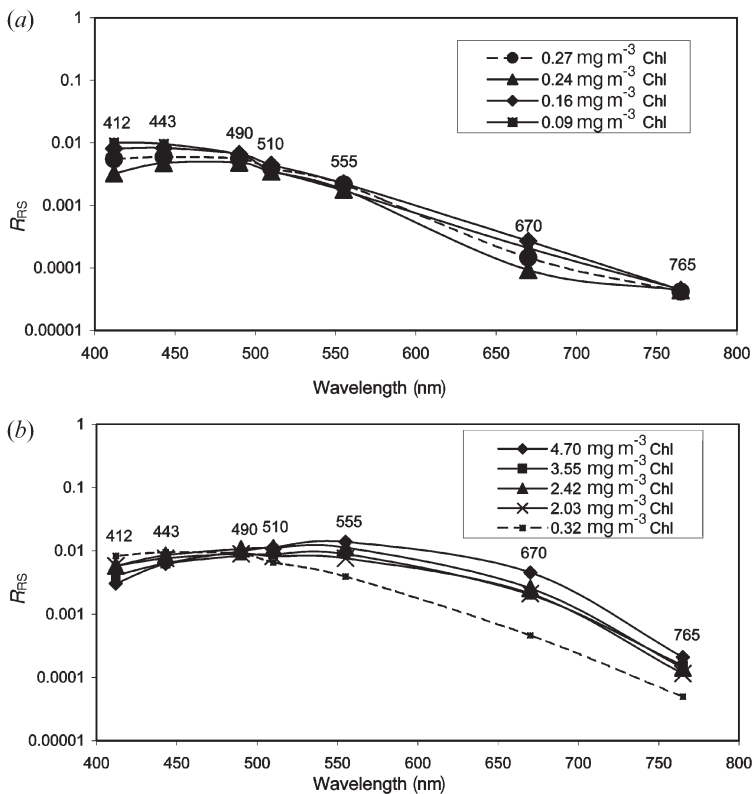 (a)
1
0.1
0.01
0.001
0.0001
0.00001
R_RS
0.27 mg m⁻³ Chl
0.24 mg m⁻³ Chl
0.16 mg m⁻³ Chl
0.09 mg m⁻³ Chl
412 443 490 510 555 670 765
400 450 500 550 600 650 700 750 800
Wavelength (nm)
(b)
1
0.1
0.01
0.001
0.0001
0.00001
R_RS
4.70 mg m⁻³ Chl
3.55 mg m⁻³ Chl
2.42 mg m⁻³ Chl
2.03 mg m⁻³ Chl
0.32 mg m⁻³ Chl
412 443 490 510 555 670 765
400 450 500 550 600 650 700 750 800
Wavelength (nm)